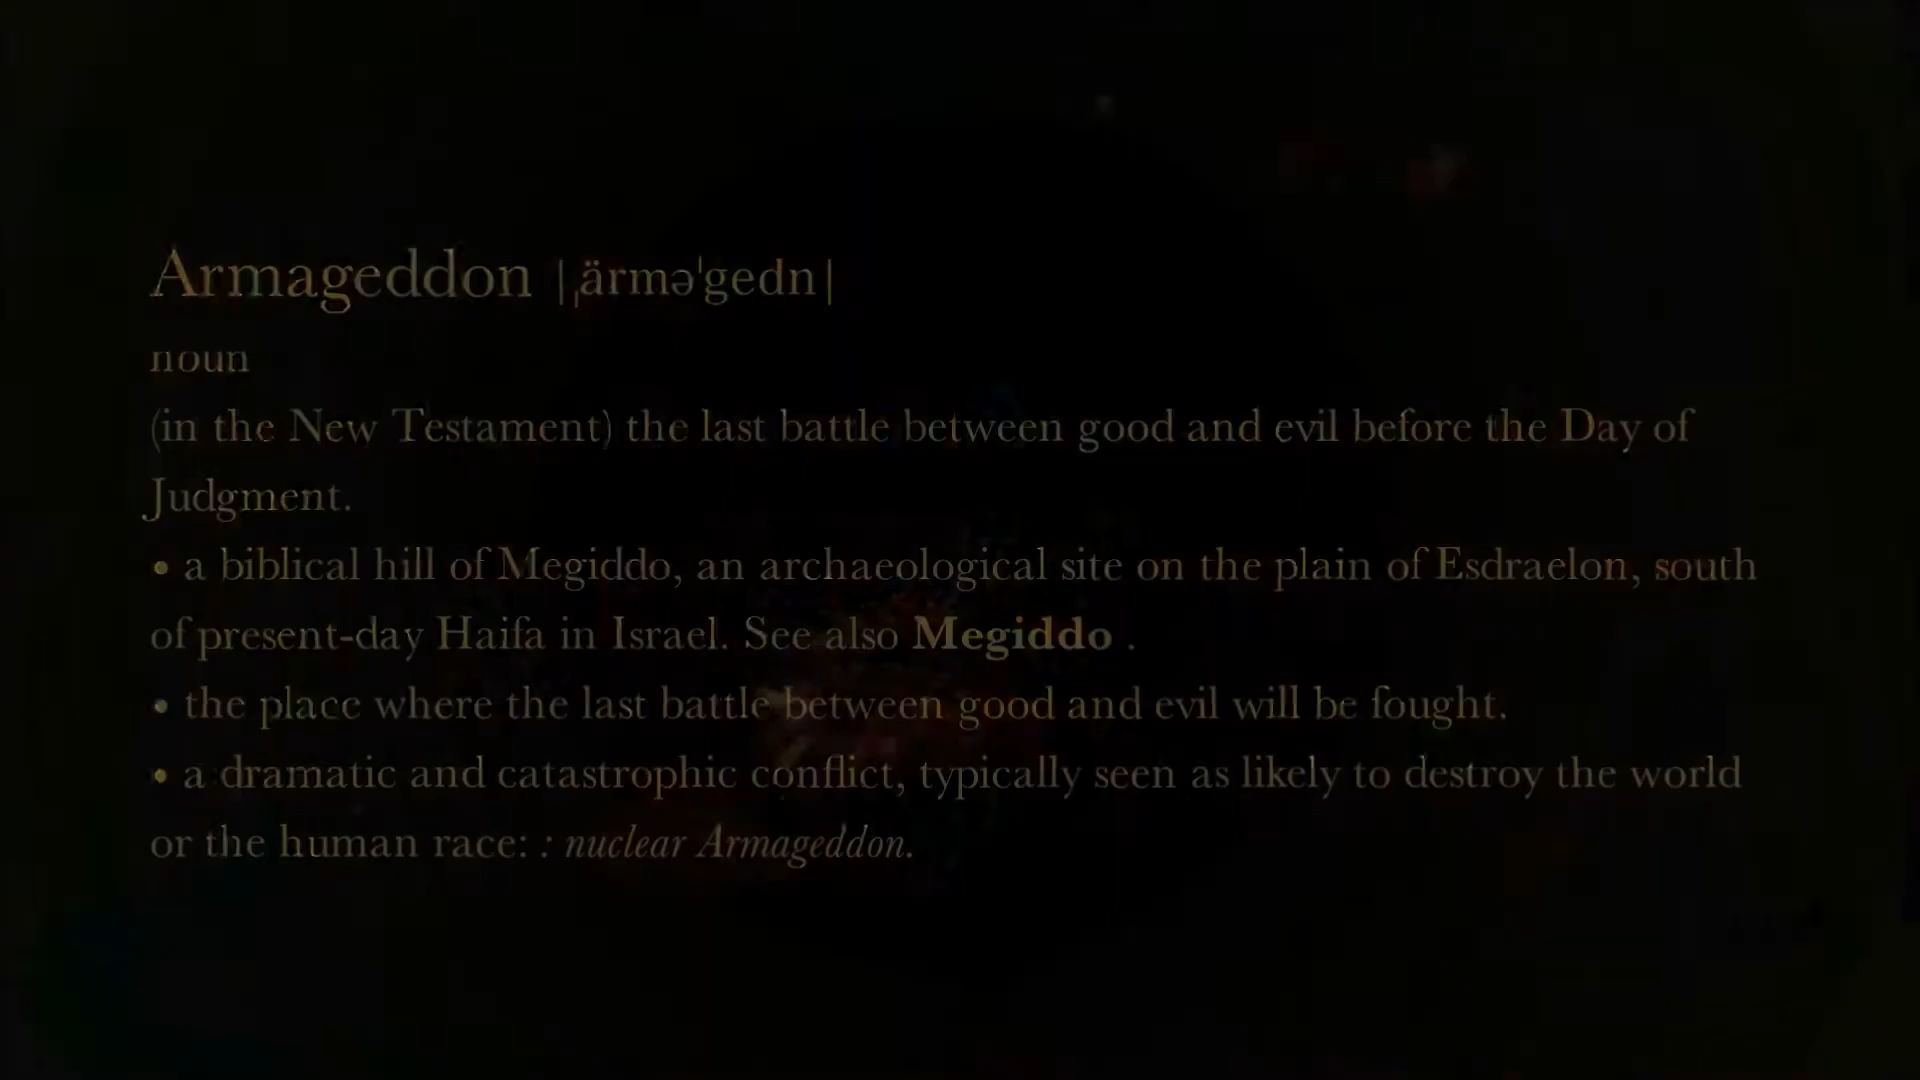 Armageddon |ˌärməˈgedn|
noun
(in the New Testament) the last battle between good and evil before the Day of
Judgment.
• a biblical hill of Megiddo, an archaeological site on the plain of Esdraelon, south
of present-day Haifa in Israel. See also Megiddo .
• the place where the last battle between good and evil will be fought.
• a dramatic and catastrophic conflict, typically seen as likely to destroy the world
or the human race: : nuclear Armageddon.